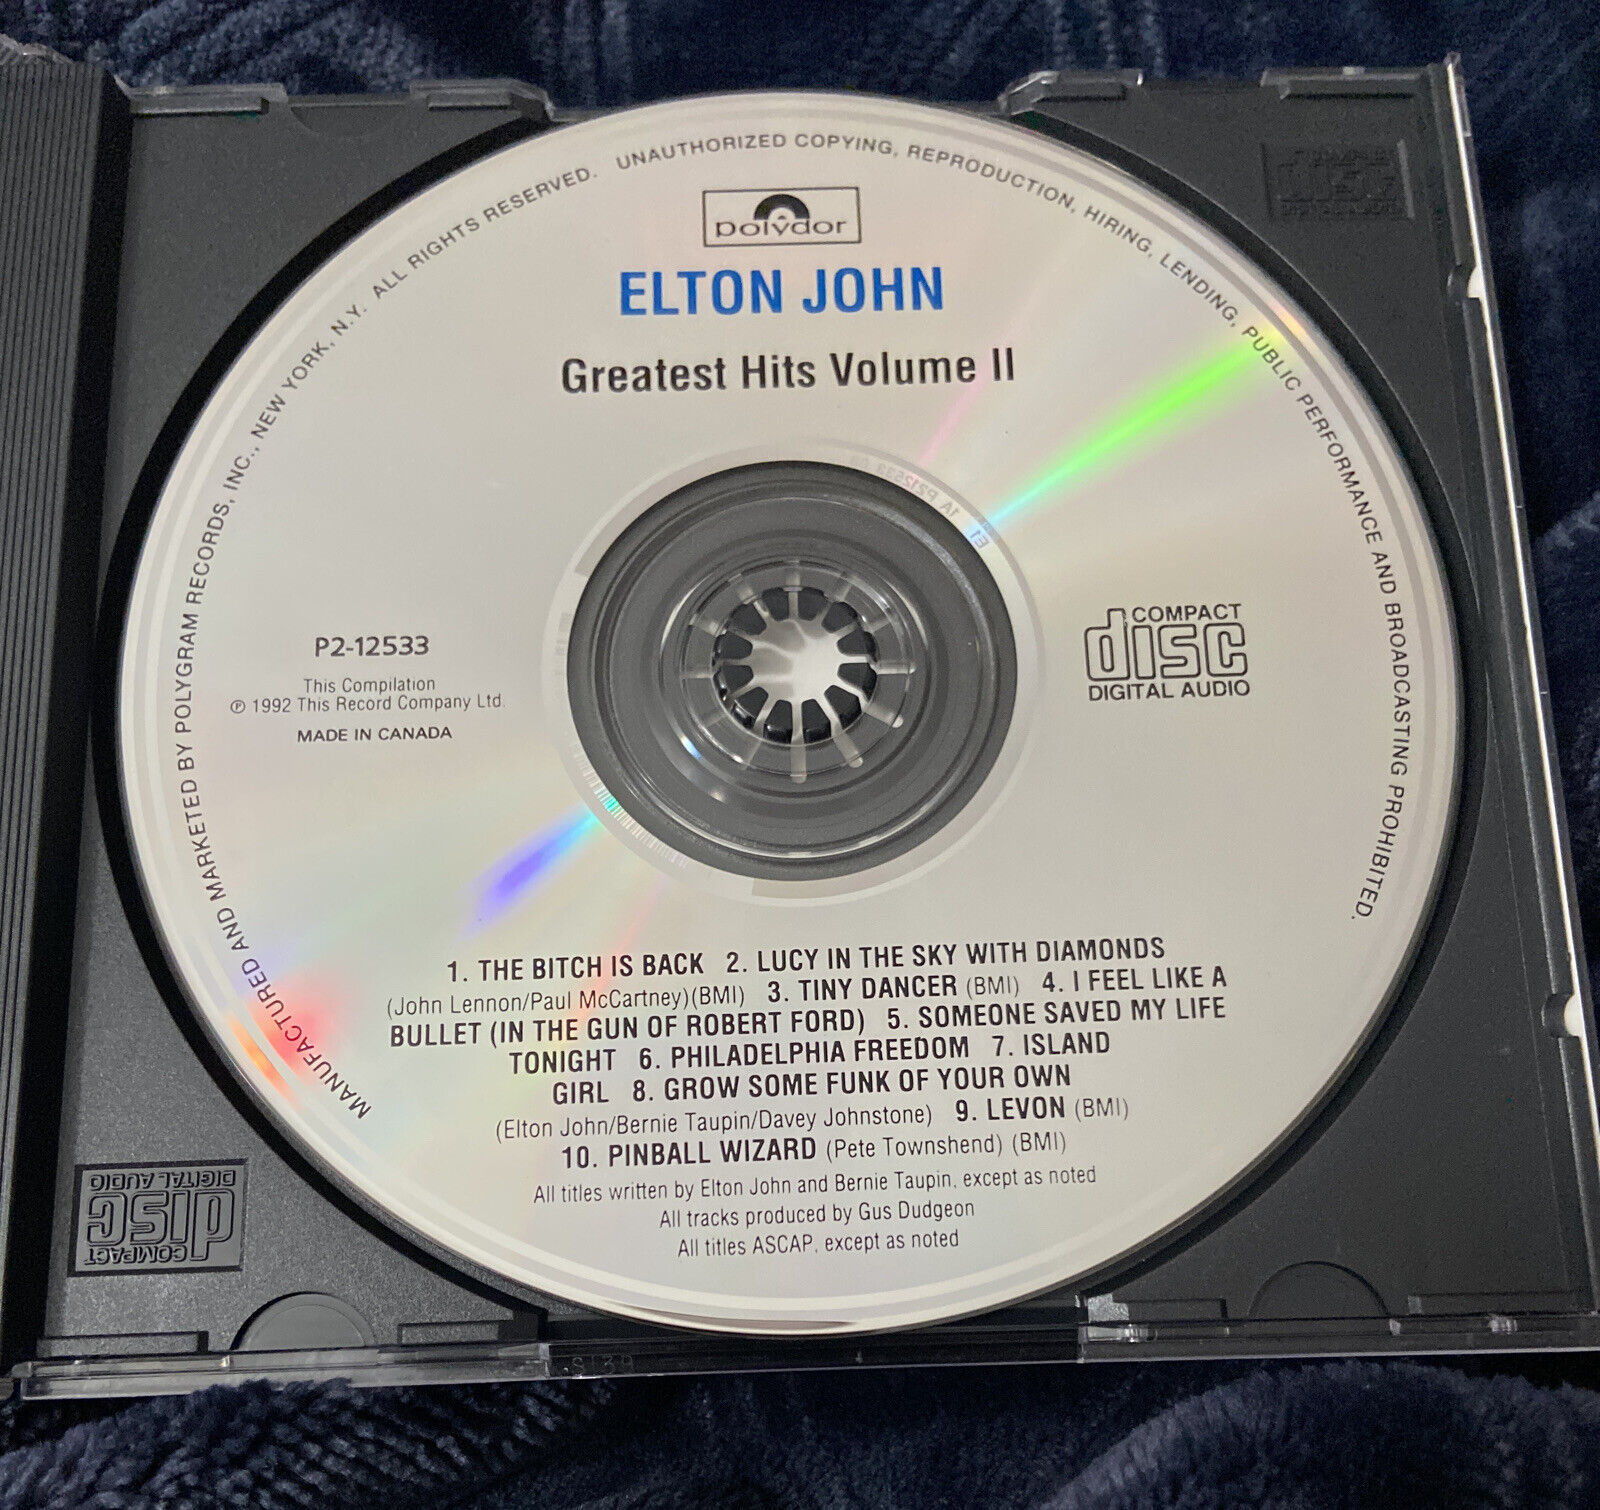 MANUFACTURED AND MARKETED BY POLYGRAM RECORDS, INC., NEW YORK, N.Y. ALL RIGHTS RESERVED. UNAUTHORIZED COPYING, REPRODUCTION, HIRING, LENDING, PUBLIC PERFORMANCE AND BROADCASTING PROHIBITED.
polydor
ELTON JOHN
Greatest Hits Volume II
P2-12533
This Compilation
℗ 1992 This Record Company Ltd.
MADE IN CANADA
COMPACT
disc
DIGITAL AUDIO
1. THE BITCH IS BACK 2. LUCY IN THE SKY WITH DIAMONDS
(John Lennon/Paul McCartney)(BMI) 3. TINY DANCER (BMI) 4. I FEEL LIKE A
BULLET (IN THE GUN OF ROBERT FORD) 5. SOMEONE SAVED MY LIFE
TONIGHT 6. PHILADELPHIA FREEDOM 7. ISLAND
GIRL 8. GROW SOME FUNK OF YOUR OWN
(Elton John/Bernie Taupin/Davey Johnstone) 9. LEVON (BMI)
10. PINBALL WIZARD (Pete Townshend) (BMI)
All titles written by Elton John and Bernie Taupin, except as noted
All tracks produced by Gus Dudgeon
All titles ASCAP, except as noted
COMPACT
disc
DIGITAL AUDIO